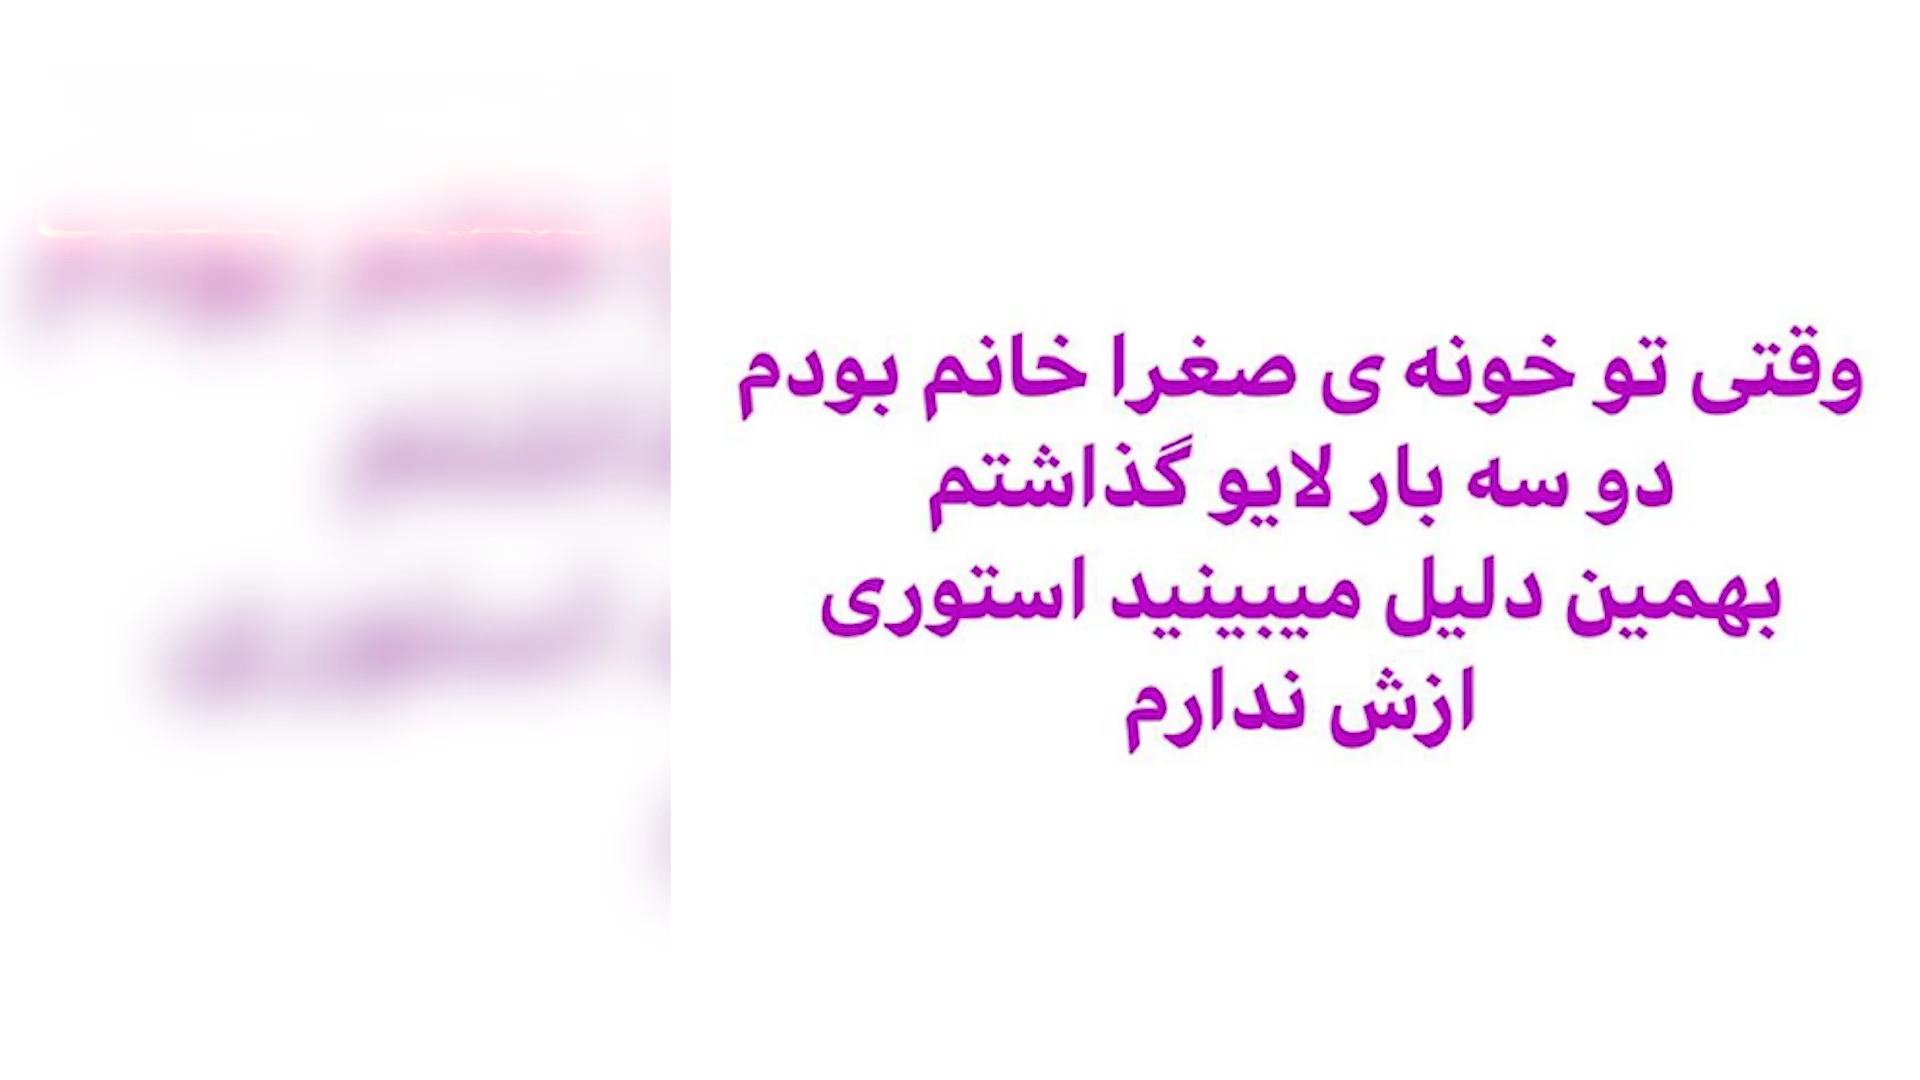 وقتی تو خونه ی صغرا خانم بودم
دو سه بار لایو گذاشتم
بهمین دلیل میبینید استوری
ازش ندارم